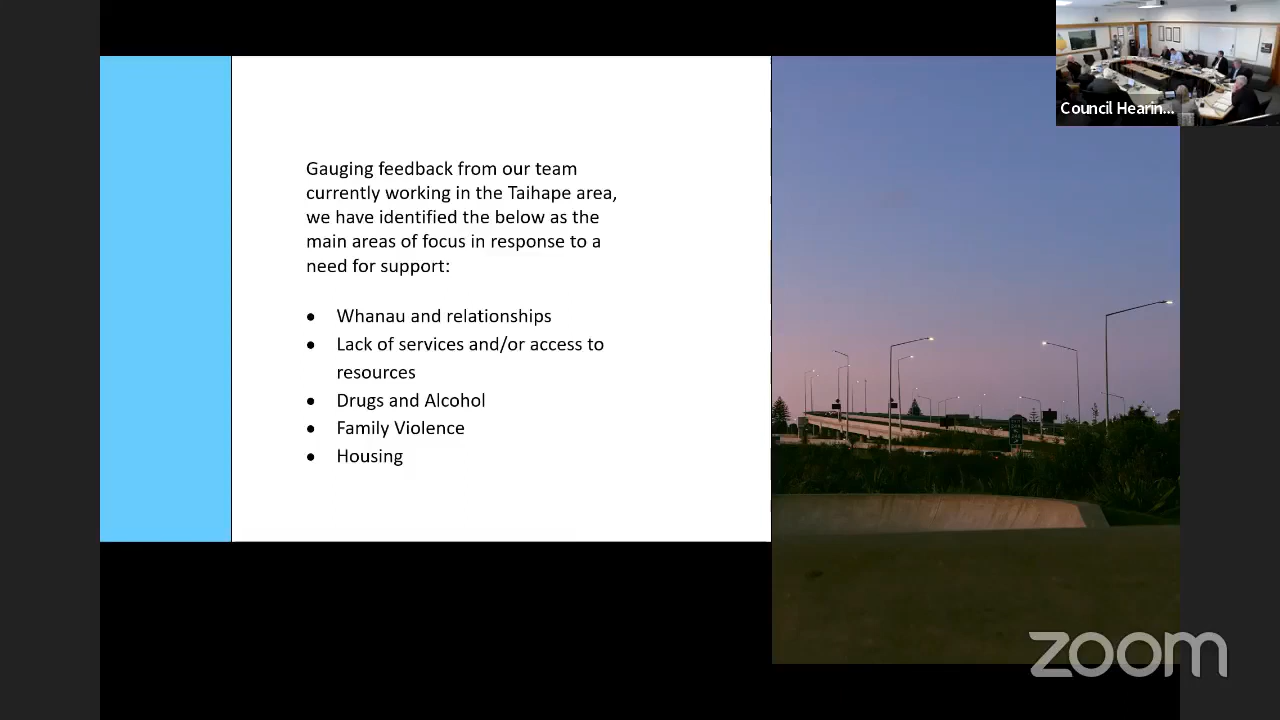 Council Hearin...
Gauging feedback from our team
currently working in the Taihape area,
we have identified the below as the
main areas of focus in response to a
need for support:
• Whanau and relationships
• Lack of services and/or access to
resources
• Drugs and Alcohol
• Family Violence
• Housing
zoom